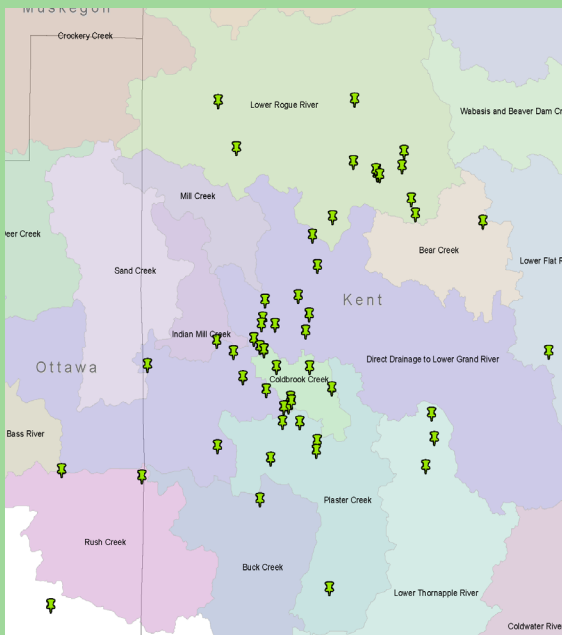 Muskegon
Crockery Creek
Lower Rogue River
Wabasis and Beaver Dam Cr
Mill Creek
Deer Creek
Bear Creek
Sand Creek
Lower Flat R
Kent
Indian Mill Creek
Ottawa
Direct Drainage to Lower Grand River
Coldbrook Creek
Bass River
Plaster Creek
Rush Creek
Buck Creek
Lower Thornapple River
Coldwater Rive